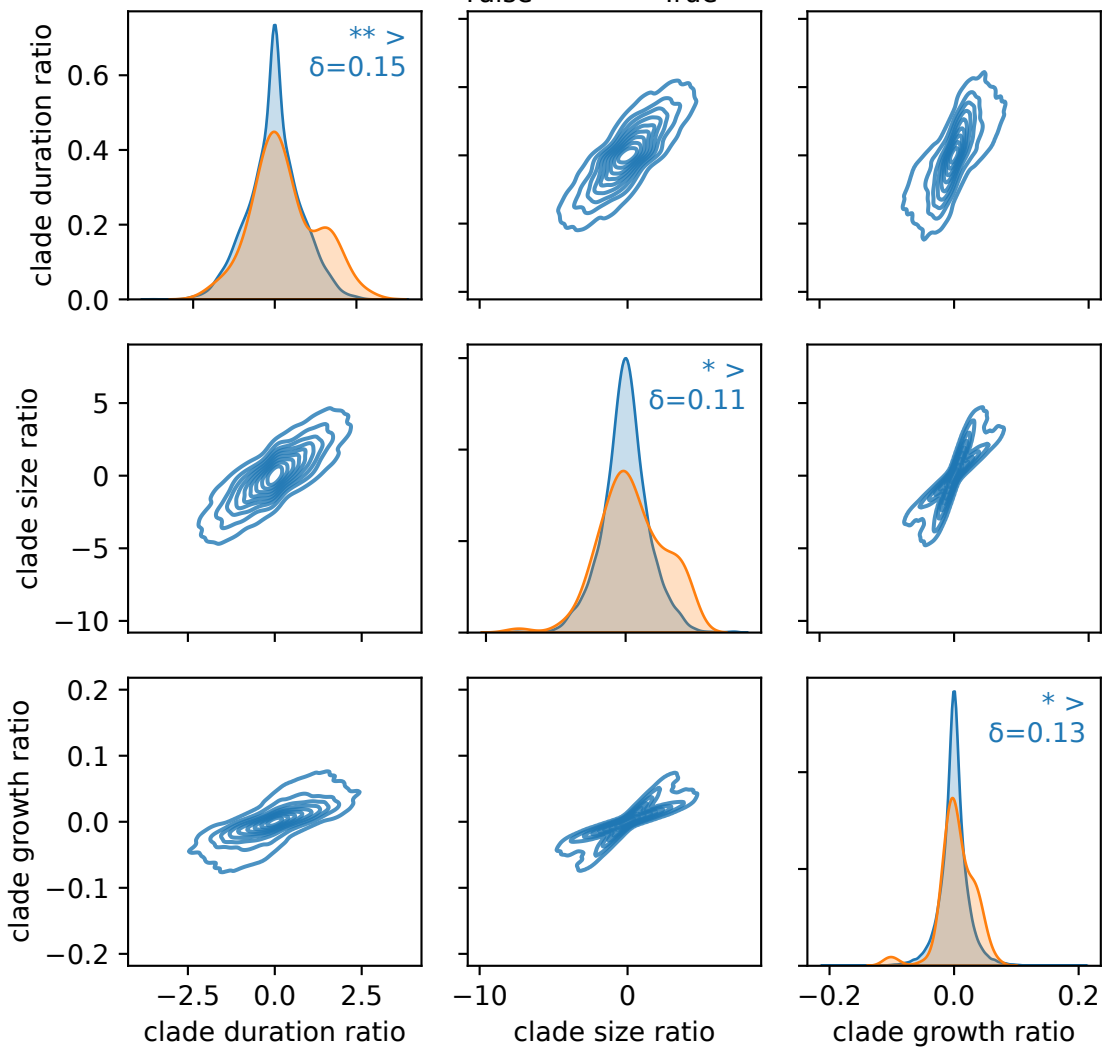 True
clade duration ratio
0.6
0.4
0.2
0.0
** >
δ=0.15
clade size ratio
5
0
−5
−10
* >
δ=0.11
clade growth ratio
0.2
0.1
0.0
−0.1
−0.2
* >
δ=0.13
−2.5
0.0
2.5
−10
0
−0.2
0.0
0.2
clade duration ratio
clade size ratio
clade growth ratio